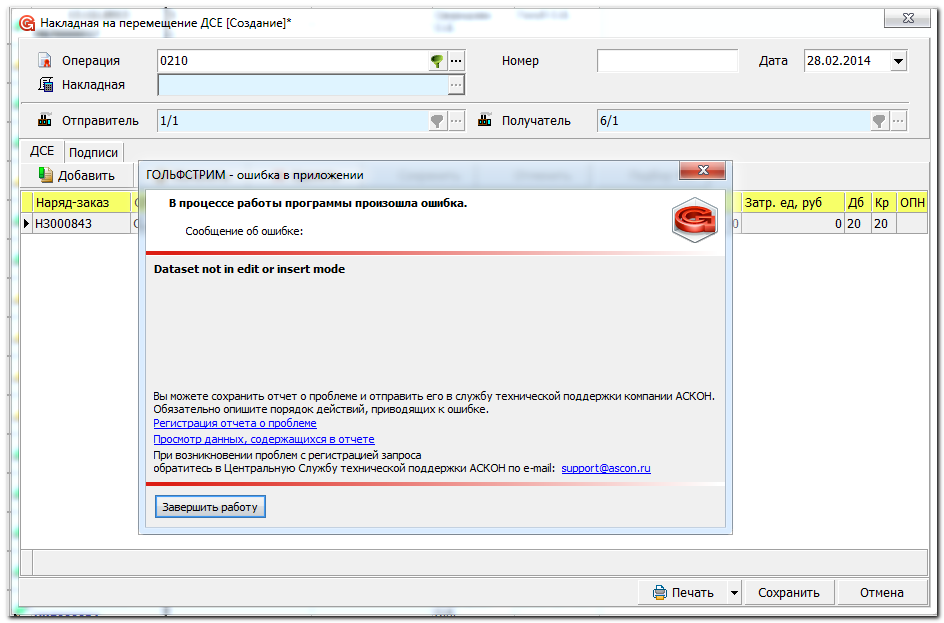 Накладная на перемещение ДСЕ [Создание]*
Операция 0210 ... Номер Дата 28.02.2014
Накладная ...
Отправитель 1/1 ... Получатель 6/1 ...
ДСЕ Подписи
Добавить
Наряд-заказ Затр. ед, руб Дб Кр ОПН
Н3000843 0 0 20 20
ГОЛЬФСТРИМ - ошибка в приложении
В процессе работы программы произошла ошибка.
Сообщение об ошибке:
Dataset not in edit or insert mode
Вы можете сохранить отчет о проблеме и отправить его в службу технической поддержки компании АСКОН.
Обязательно опишите порядок действий, приводящих к ошибке.
Регистрация отчета о проблеме
Просмотр данных, содержащихся в отчете
При возникновении проблем с регистрацией запроса
обратитесь в Центральную Службу технической поддержки АСКОН по e-mail: support@ascon.ru
Завершить работу
Печать Сохранить Отмена